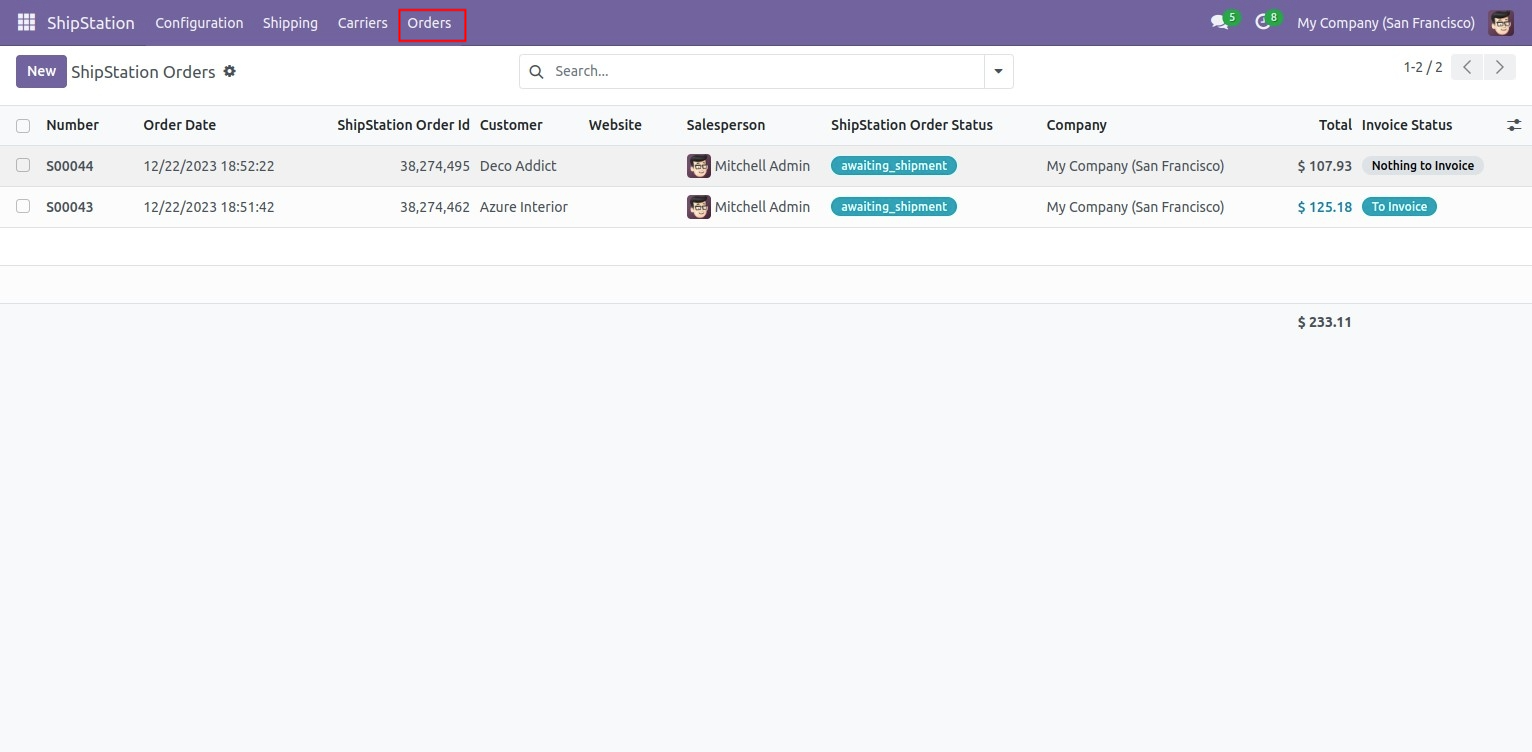 ShipStation Configuration Shipping Carriers Orders 5 8 My Company (San Francisco)
New ShipStation Orders Search... 1-2 / 2
Number Order Date ShipStation Order Id Customer Website Salesperson ShipStation Order Status Company Total Invoice Status
S00044 12/22/2023 18:52:22 38,274,495 Deco Addict Mitchell Admin awaiting_shipment My Company (San Francisco) $ 107.93 Nothing to Invoice
S00043 12/22/2023 18:51:42 38,274,462 Azure Interior Mitchell Admin awaiting_shipment My Company (San Francisco) $ 125.18 To Invoice
$ 233.11